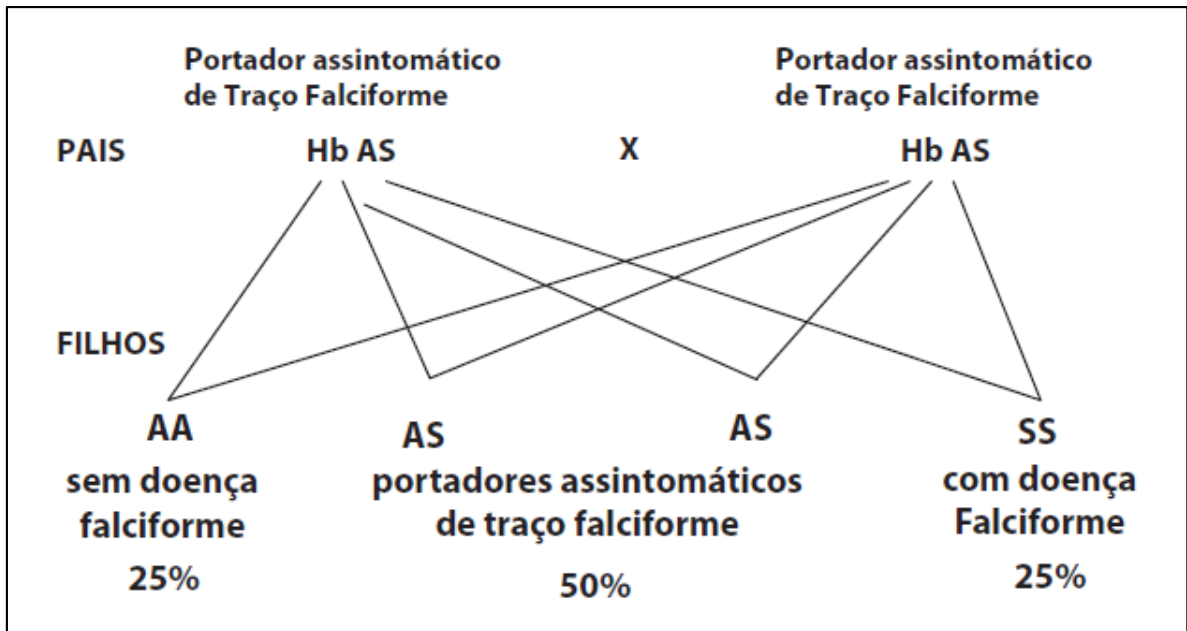 Portador assintomático
de Traço Falciforme
Portador assintomático
de Traço Falciforme
PAIS
Hb AS
X
Hb AS
FILHOS
AA
sem doença
falciforme
25%
AS
AS
portadores assintomáticos
de traço falciforme
50%
SS
com doença
Falciforme
25%